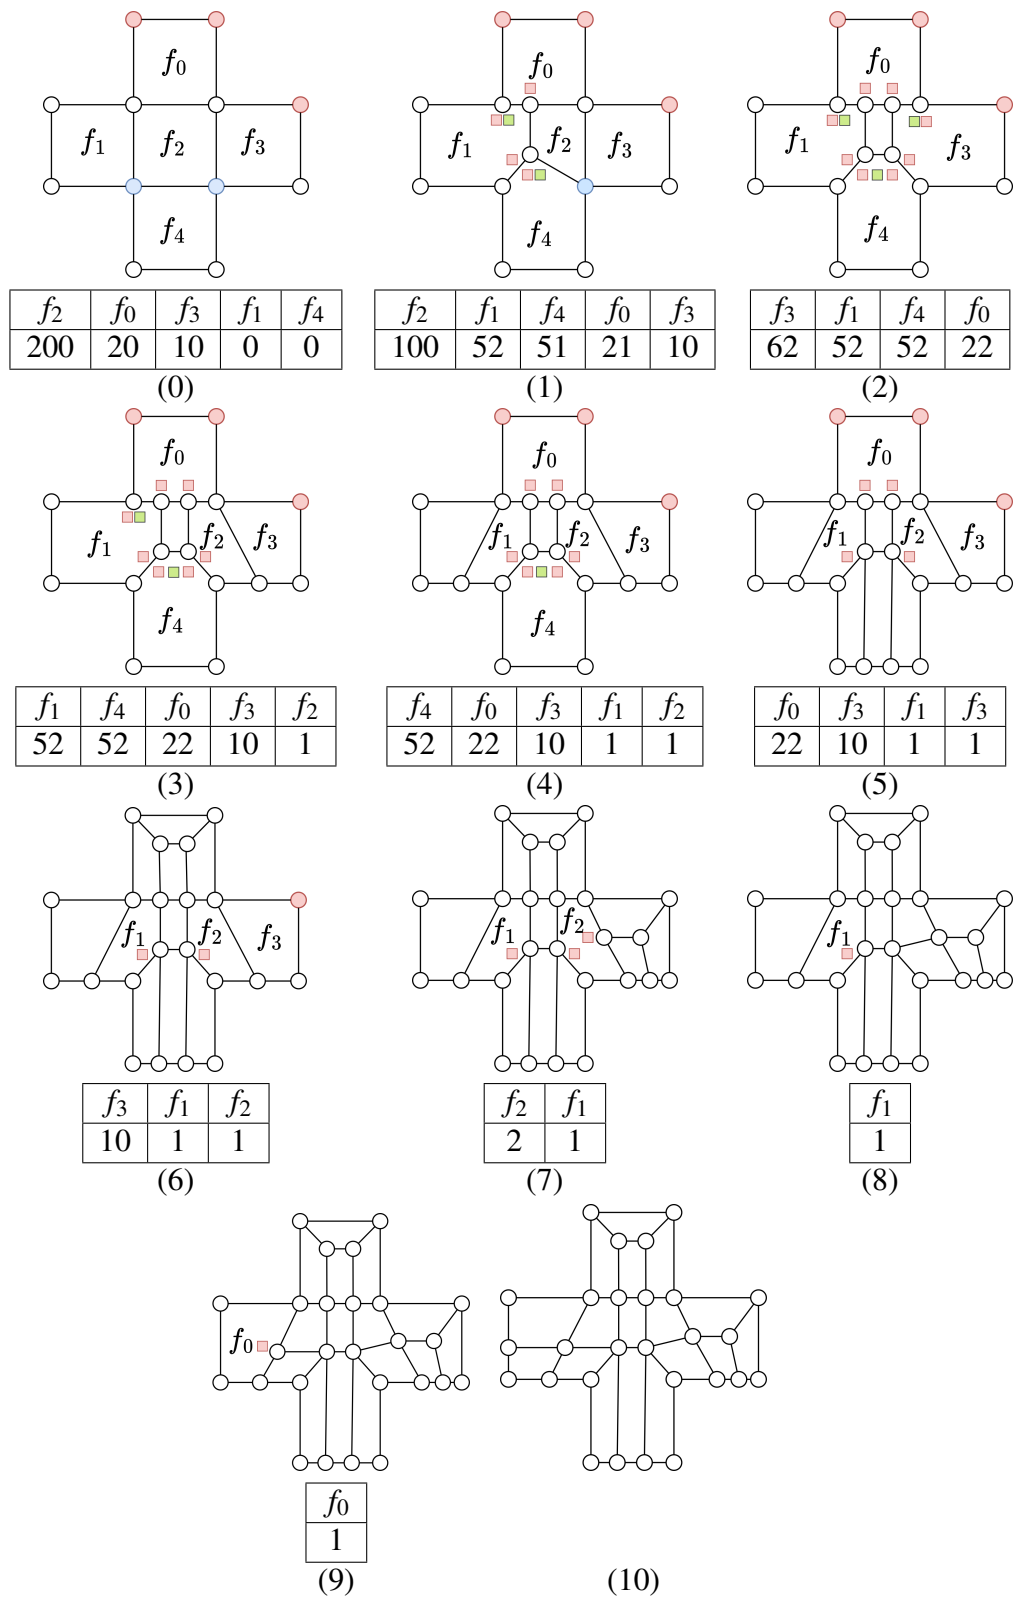 f0
f1 f2 f3
f4
f2 f0 f3 f1 f4
200 20 10 0 0
(0)
f0
f1 f2 f3
f4
f2 f1 f4 f0 f3
100 52 51 21 10
(1)
f0
f1 f3
f4
f3 f1 f4 f0
62 52 52 22
(2)
f0
f1 f2 f3
f4
f1 f4 f0 f3 f2
52 52 22 10 1
(3)
f0
f1 f2 f3
f4
f4 f0 f3 f1 f2
52 22 10 1 1
(4)
f0
f1 f2 f3
f0 f3 f1 f3
22 10 1 1
(5)
f1 f2 f3
f3 f1 f2
10 1 1
(6)
f1 f2
f2 f1
2 1
(7)
f1
f1
1
(8)
f0
f0
1
(9)
(10)